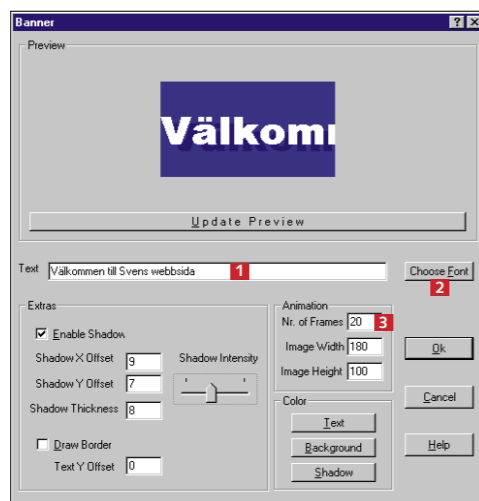 Banner
Preview
Välkomm
Update Preview
Text Välkommen till Svens webbsida 1
Choose Font
2
Extras
Enable Shadow
Shadow X Offset 9
Shadow Y Offset 7
Shadow Thickness 8
Shadow Intensity
Draw Border
Text Y Offset 0
Animation
Nr. of Frames 20 3
Image Width 180
Image Height 100
Color
Text
Background
Shadow
Ok
Cancel
Help